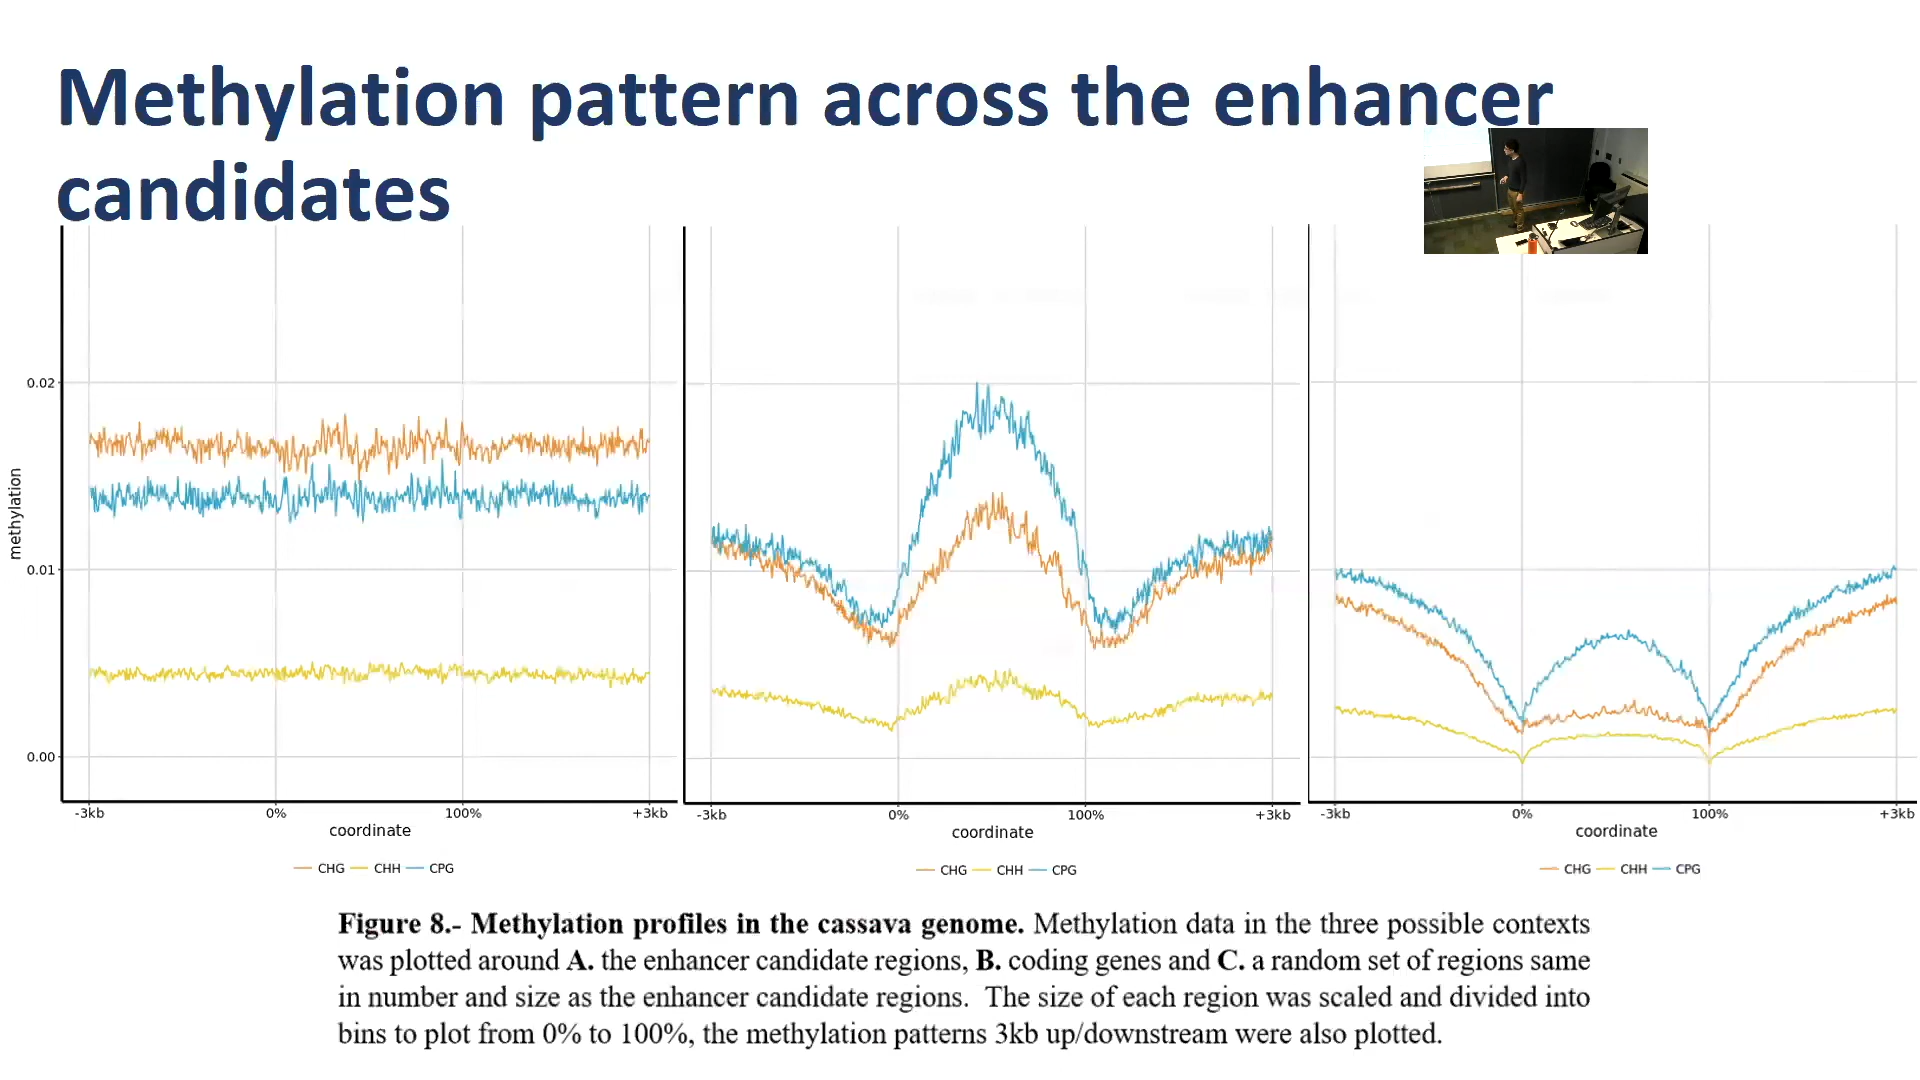 Methylation pattern across the enhancer
candidates
methylation
0.02
0.01
0.00
-3kb 0% 100% +3kb
coordinate
CHG CHH CPG
-3kb 0% 100% +3kb
coordinate
CHG CHH CPG
-3kb 0% 100% +3kb
coordinate
CHG CHH CPG
Figure 8.- Methylation profiles in the cassava genome. Methylation data in the three possible contexts
was plotted around A. the enhancer candidate regions, B. coding genes and C. a random set of regions same
in number and size as the enhancer candidate regions. The size of each region was scaled and divided into
bins to plot from 0% to 100%, the methylation patterns 3kb up/downstream were also plotted.